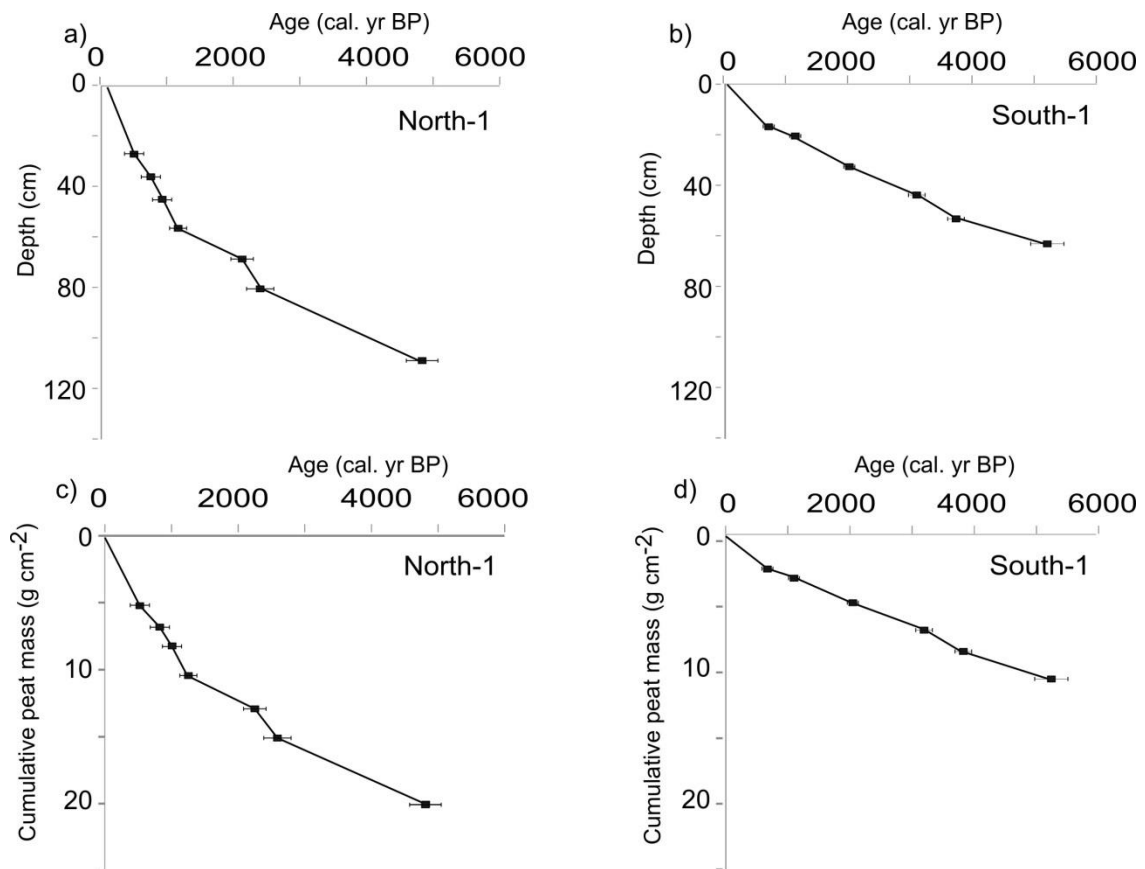 a)
Age (cal. yr BP)
0 2000 4000 6000
0
40
80
120
Depth (cm)
North-1
b)
Age (cal. yr BP)
0 2000 4000 6000
0
40
80
120
Depth (cm)
South-1
c)
Age (cal. yr BP)
0 2000 4000 6000
0
10
20
Cumulative peat mass (g cm⁻²)
North-1
d)
Age (cal. yr BP)
0 2000 4000 6000
0
10
20
Cumulative peat mass (g cm⁻²)
South-1